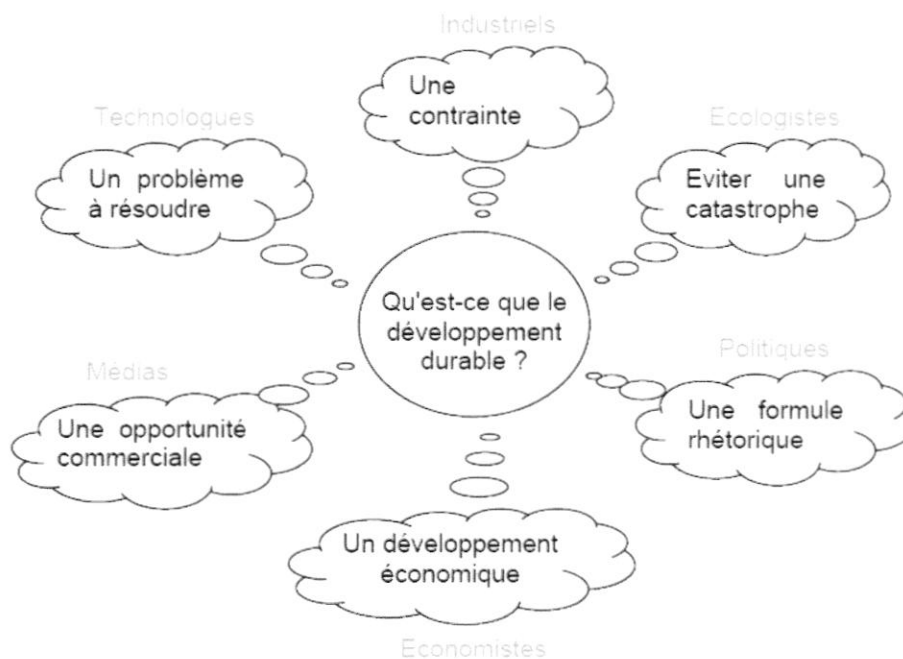 Industriels
Une
contrainte
Technologues
Un problème
à résoudre
Ecologistes
Eviter une
catastrophe
Qu'est-ce que le
développement
durable ?
Médias
Une opportunité
commerciale
Politiques
Une formule
rhétorique
Un développement
économique
Economistes